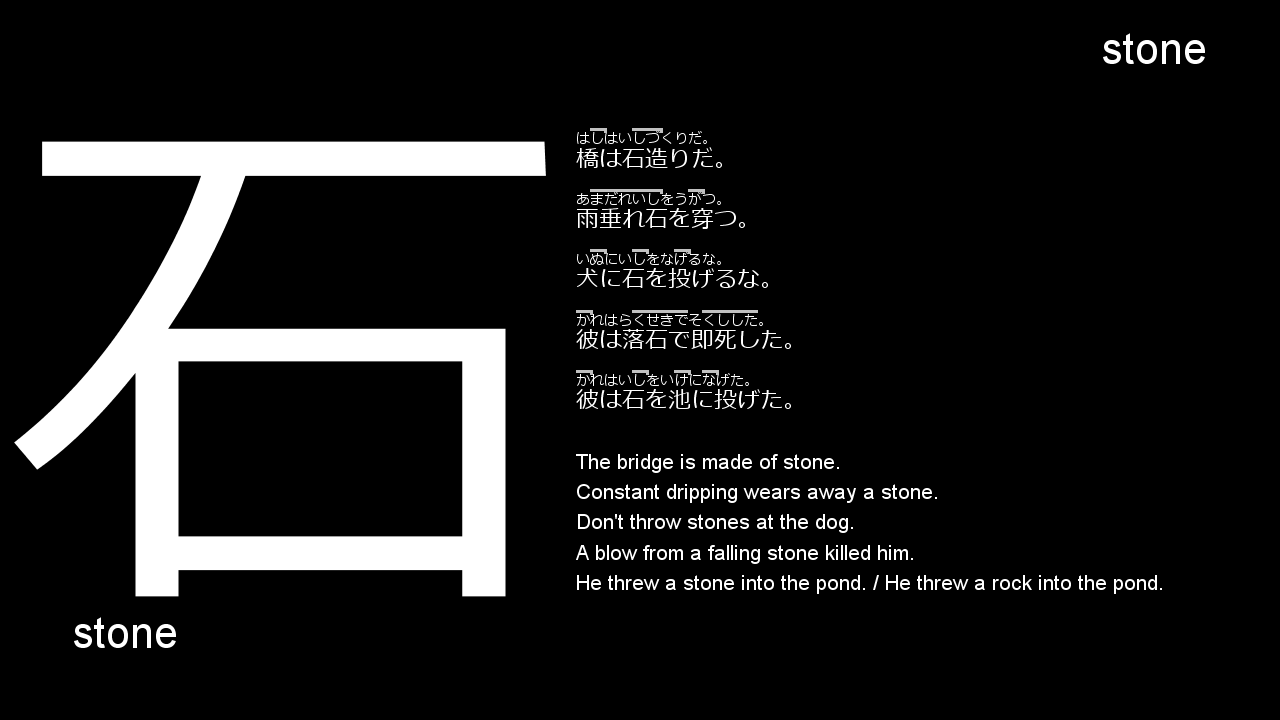 stone
石
はしはいしづくりだ。
橋は石造りだ。
あまだれいしをうがつ。
雨垂れ石を穿つ。
いぬにいしをなげるな。
犬に石を投げるな。
かれはらくせきでそくしした。
彼は落石で即死した。
かれはいしをいけになげた。
彼は石を池に投げた。
The bridge is made of stone.
Constant dripping wears away a stone.
Don't throw stones at the dog.
A blow from a falling stone killed him.
He threw a stone into the pond. / He threw a rock into the pond.
stone